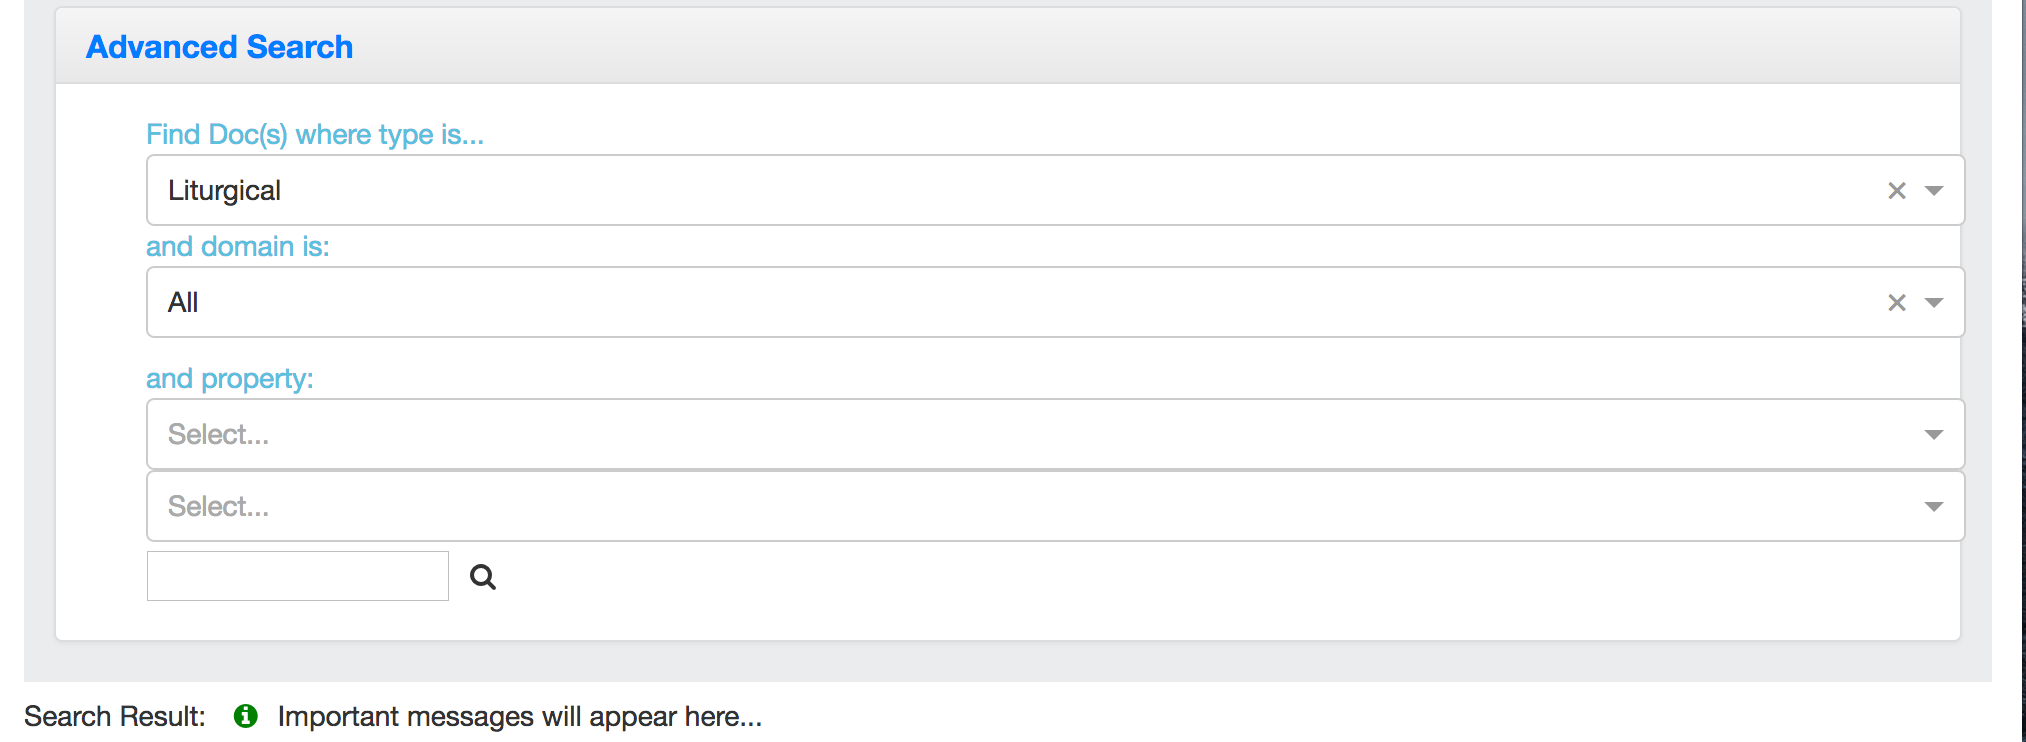 Advanced Search
Find Doc(s) where type is...
Liturgical
and domain is:
All
and property:
Select...
Select...
Search Result: Important messages will appear here...